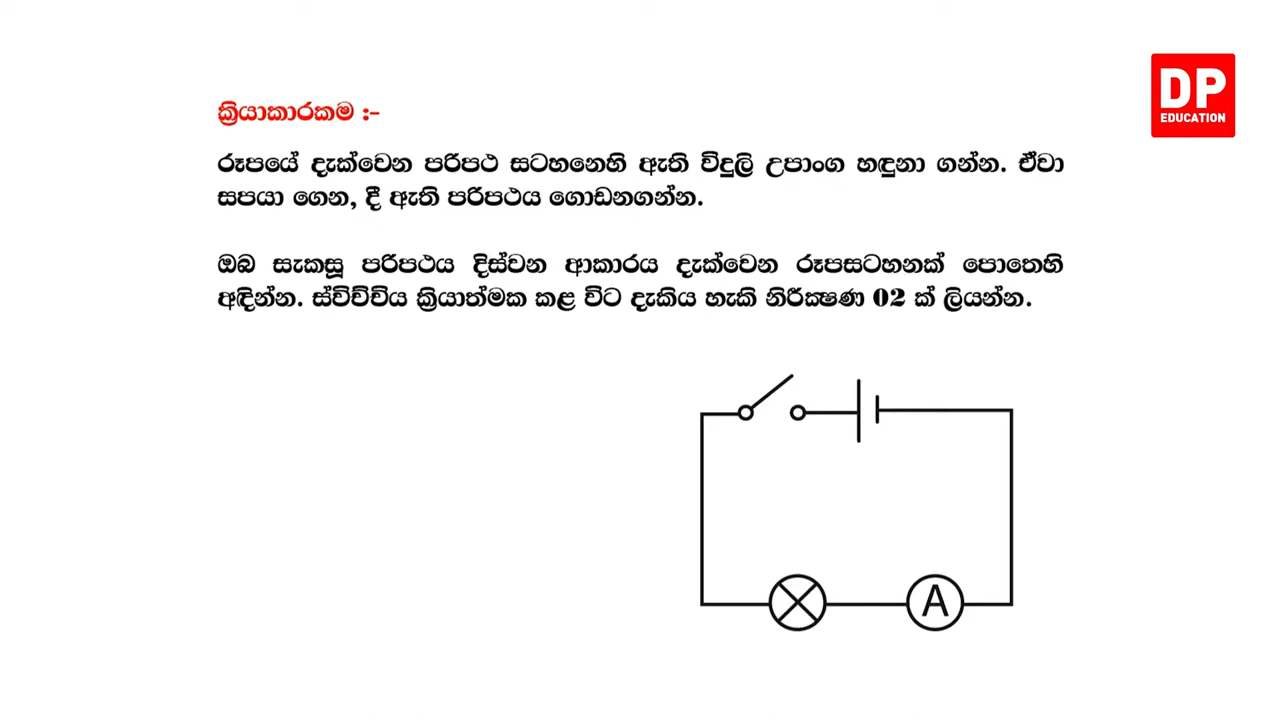 DP
EDUCATION
ක්‍රියාකාරකම :-
රූපයේ දැක්වෙන පරිපථ සටහනෙහි ඇති විදුලි උපාංග හඳුනා ගන්න. ඒවා
සපයා ගෙන, දී ඇති පරිපථය ගොඩනගන්න.
ඔබ සැකසූ පරිපථය දිස්වන ආකාරය දැක්වෙන රූපසටහනක් පොතෙහි
අඳින්න. ස්විච්චිය ක්‍රියාත්මක කළ විට දැකිය හැකි නිරීක්‍ෂණ 02 ක් ලියන්න.
A